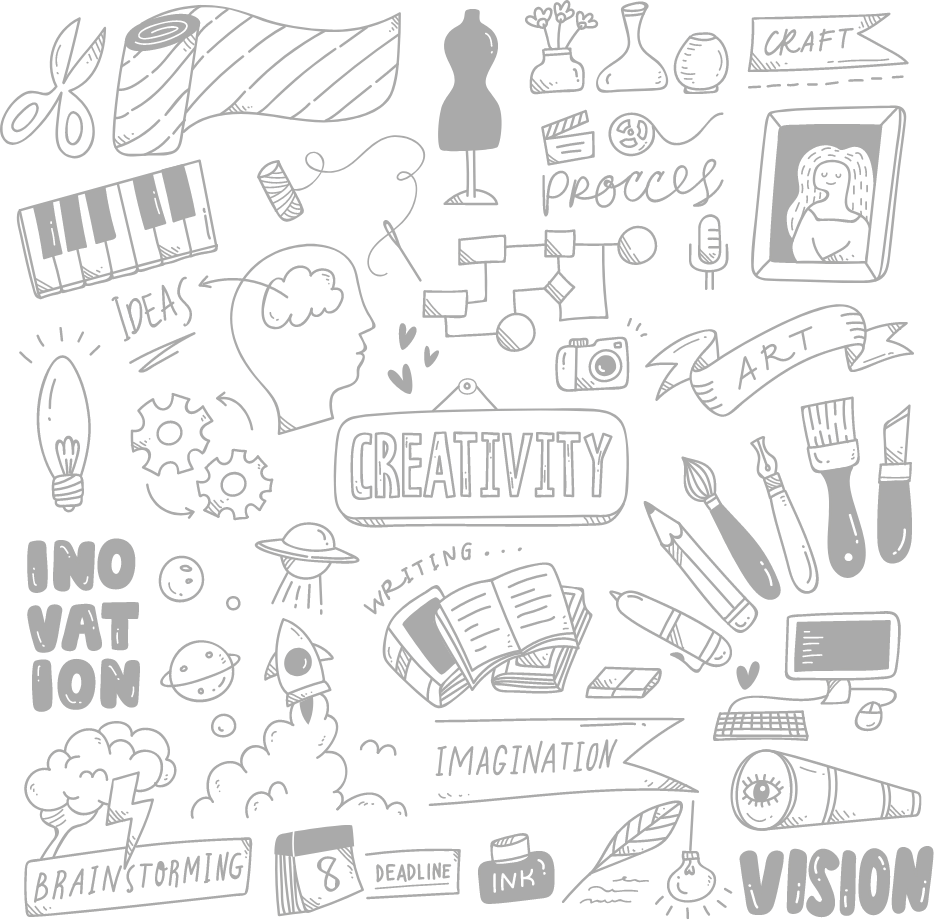 CRAFT
PROCCES
IDEAS
ART
CREATIVITY
INO
VAT
ION
WRITING...
IMAGINATION
BRAINSTORMING
8
DEADLINE
INK
VISION